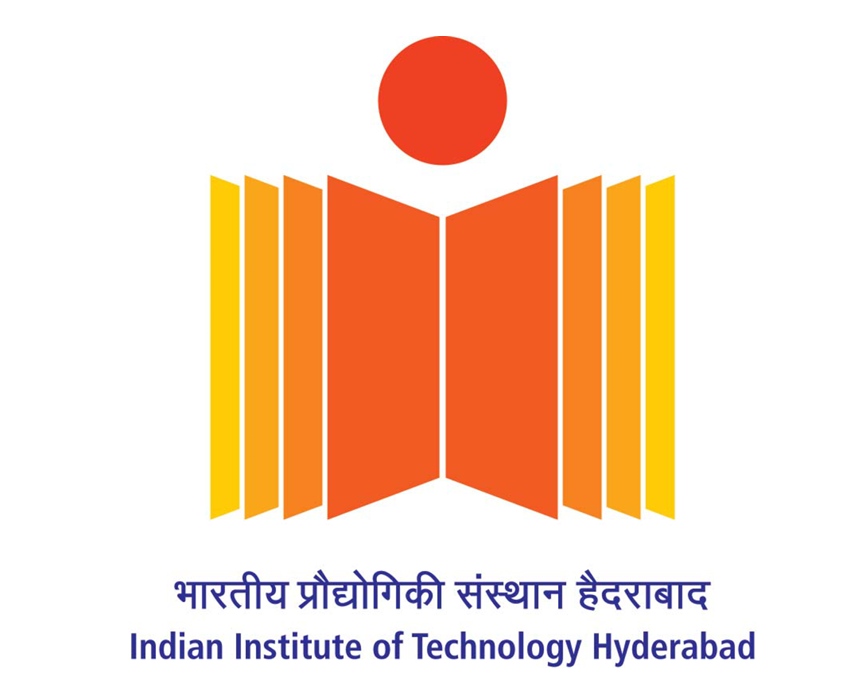 भारतीय प्रौद्योगिकी संस्थान हैदराबाद
Indian Institute of Technology Hyderabad